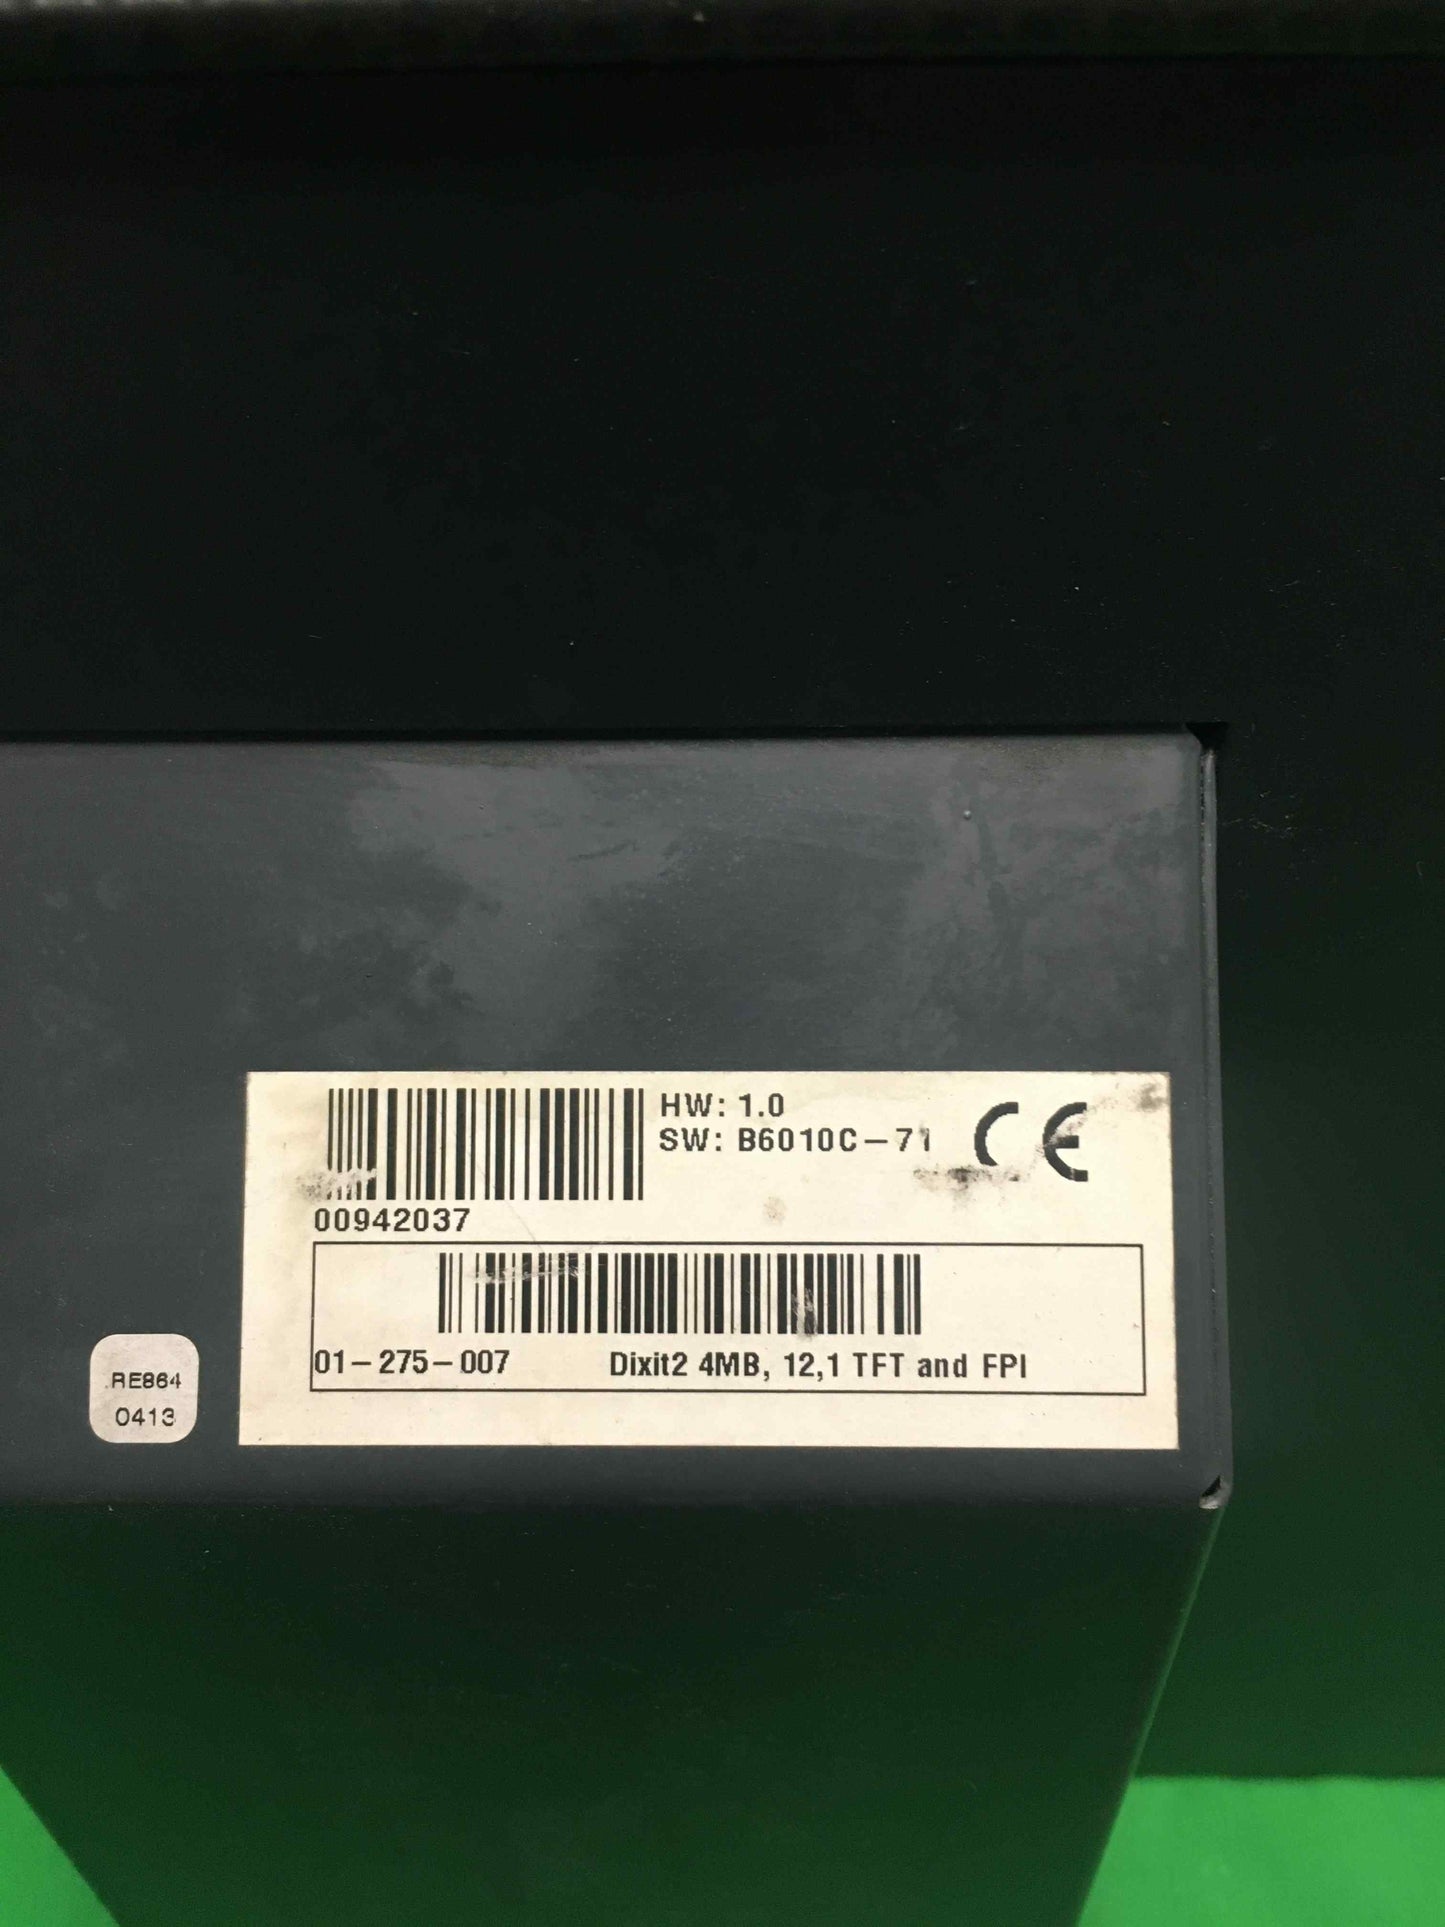 HW: 1.0
SW: B6010C-71
CE
00942037
01-275-007 Dixit2 4MB, 12,1 TFT and FPI
RE864
0413